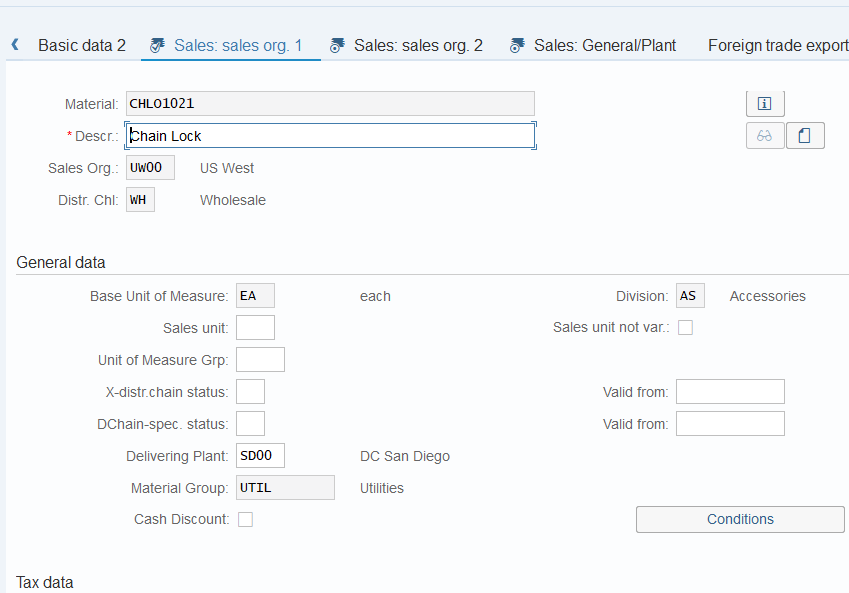 Basic data 2 Sales: sales org. 1 Sales: sales org. 2 Sales: General/Plant Foreign trade export
Material: CHLO1021
* Descr.: Chain Lock
Sales Org.: UW00 US West
Distr. Chl: WH Wholesale
General data
Base Unit of Measure: EA each Division: AS Accessories
Sales unit: Sales unit not var.:
Unit of Measure Grp:
X-distr.chain status: Valid from:
DChain-spec. status: Valid from:
Delivering Plant: SD00 DC San Diego
Material Group: UTIL Utilities
Cash Discount: Conditions
Tax data